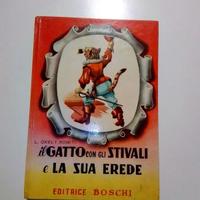 il GATTO CON GLI STIVALI
e LA SUA EREDE
EDITRICE BOSCHI